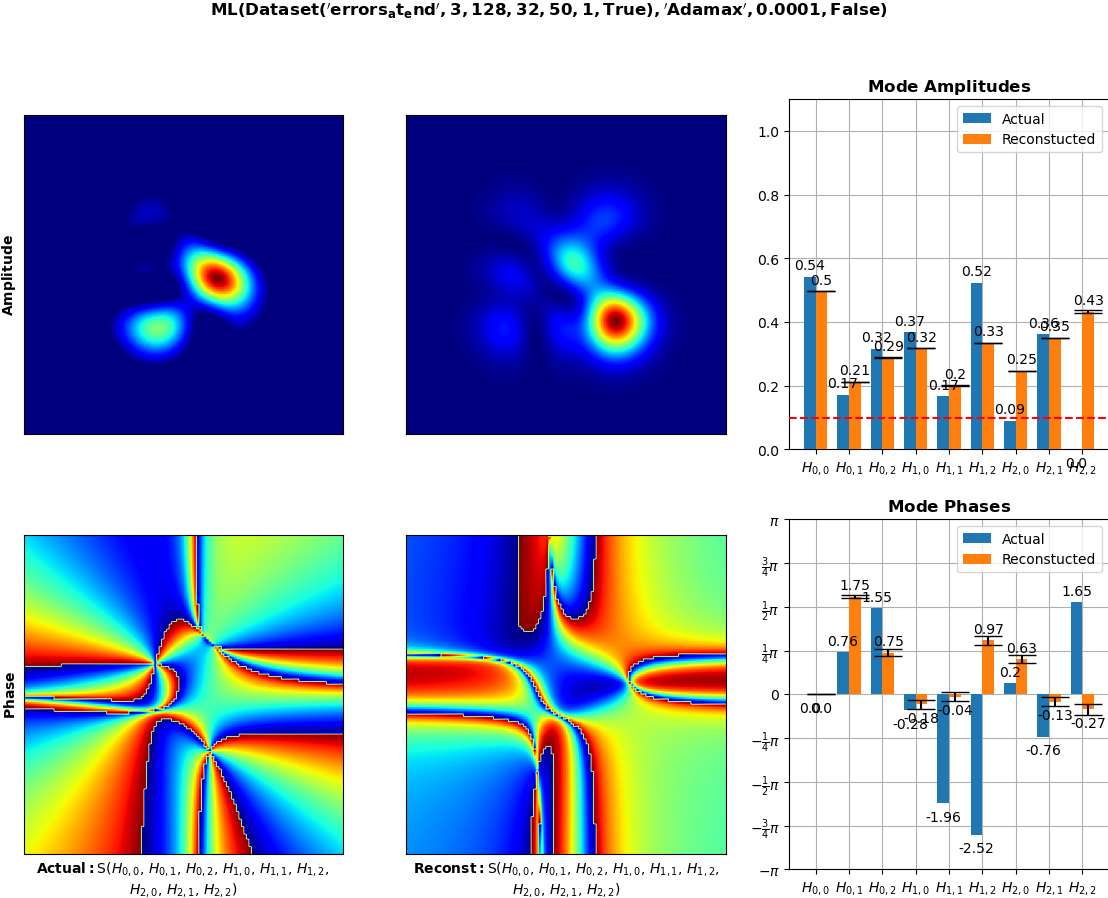 ML(Dataset('errors_at_end', 3, 128, 32, 50, 1, True), 'Adamax', 0.0001, False)
Amplitude
Mode Amplitudes
Actual
Reconstucted
1.0
0.8
0.6
0.4
0.2
0.0
0.54 0.17 0.32 0.37 0.17 0.52 0.09 0.36 0.0
0.5 0.21 0.29 0.32 0.2 0.33 0.25 0.35 0.43
H0,0 H0,1 H0,2 H1,0 H1,1 H1,2 H2,0 H2,1 H2,2
Phase
Mode Phases
Actual
Reconstucted
π
3/4π
1/2π
1/4π
0
−1/4π
−1/2π
−3/4π
−π
0.0 0.76 1.55 -0.28 -1.96 -2.52 0.2 -0.76 1.65
0.0 1.75 0.75 -0.18 -0.04 0.97 0.63 -0.13 -0.27
H0,0 H0,1 H0,2 H1,0 H1,1 H1,2 H2,0 H2,1 H2,2
Actual: S(H0,0, H0,1, H0,2, H1,0, H1,1, H1,2,
H2,0, H2,1, H2,2)
Reconst: S(H0,0, H0,1, H0,2, H1,0, H1,1, H1,2,
H2,0, H2,1, H2,2)